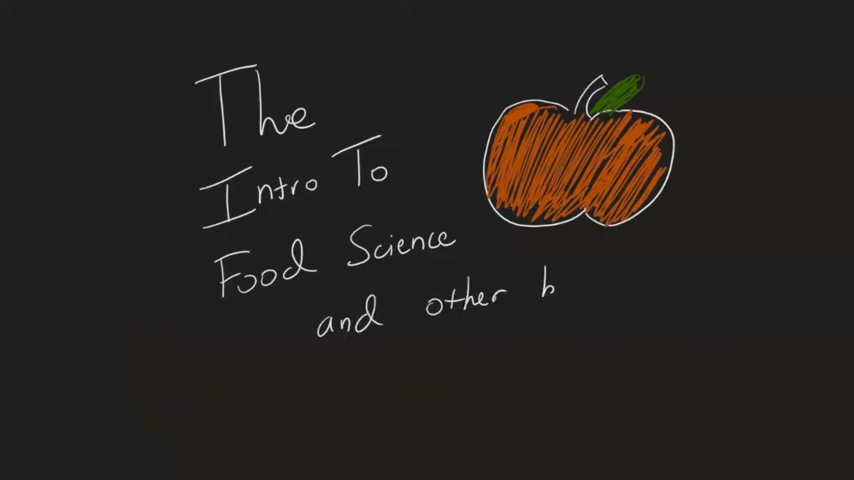 The
Intro To
Food Science
and other h